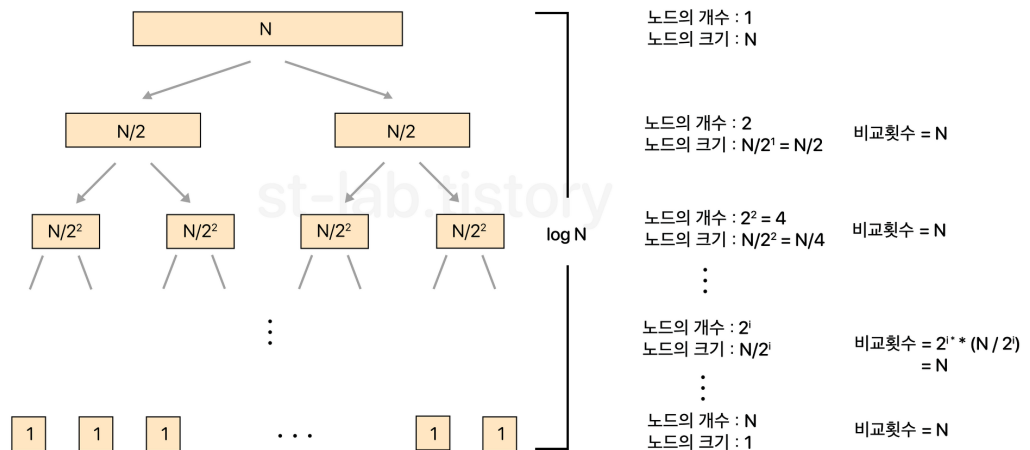 N
노드의 개수 : 1
노드의 크기 : N
N/2 N/2
노드의 개수 : 2
노드의 크기 : N/2¹ = N/2
비교횟수 = N
st-lab.tistory
N/2² N/2² N/2² N/2²
log N
노드의 개수 : 2² = 4
노드의 크기 : N/2² = N/4
비교횟수 = N
노드의 개수 : 2ⁱ
노드의 크기 : N/2ⁱ
비교횟수 = 2ⁱ* * (N / 2ⁱ)
= N
1 1 1 ... 1 1
노드의 개수 : N
노드의 크기 : 1
비교횟수 = N